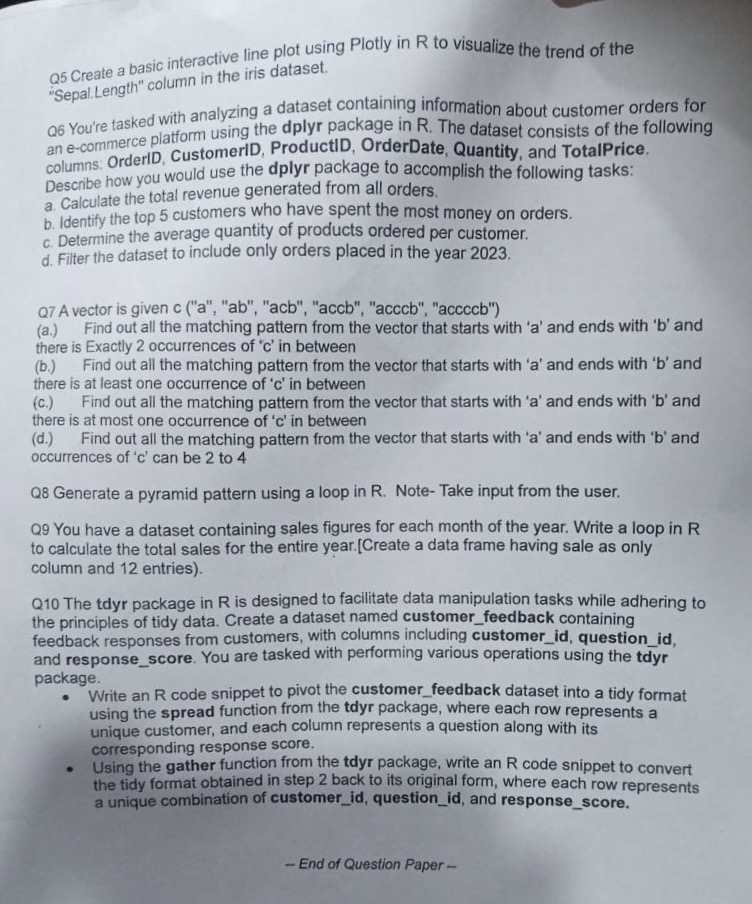 Q5 Create a basic interactive line plot using Plotly in R to visualize the trend of the
"Sepal.Length" column in the iris dataset.
Q6 You're tasked with analyzing a dataset containing information about customer orders for
an e-commerce platform using the dplyr package in R. The dataset consists of the following
columns: OrderID, CustomerID, ProductID, OrderDate, Quantity, and TotalPrice.
Describe how you would use the dplyr package to accomplish the following tasks:
a. Calculate the total revenue generated from all orders.
b. Identify the top 5 customers who have spent the most money on orders.
c. Determine the average quantity of products ordered per customer.
d. Filter the dataset to include only orders placed in the year 2023.
Q7 A vector is given c ("a", "ab", "acb", "accb", "acccb", "accccb")
(a.) Find out all the matching pattern from the vector that starts with 'a' and ends with 'b' and
there is Exactly 2 occurrences of 'c' in between
(b.) Find out all the matching pattern from the vector that starts with 'a' and ends with 'b' and
there is at least one occurrence of 'c' in between
(c.) Find out all the matching pattern from the vector that starts with 'a' and ends with 'b' and
there is at most one occurrence of 'c' in between
(d.) Find out all the matching pattern from the vector that starts with 'a' and ends with 'b' and
occurrences of 'c' can be 2 to 4
Q8 Generate a pyramid pattern using a loop in R. Note- Take input from the user.
Q9 You have a dataset containing sales figures for each month of the year. Write a loop in R
to calculate the total sales for the entire year.[Create a data frame having sale as only
column and 12 entries).
Q10 The tdyr package in R is designed to facilitate data manipulation tasks while adhering to
the principles of tidy data. Create a dataset named customer_feedback containing
feedback responses from customers, with columns including customer_id, question_id,
and response_score. You are tasked with performing various operations using the tdyr
package.
• Write an R code snippet to pivot the customer_feedback dataset into a tidy format
using the spread function from the tdyr package, where each row represents a
unique customer, and each column represents a question along with its
corresponding response score.
• Using the gather function from the tdyr package, write an R code snippet to convert
the tidy format obtained in step 2 back to its original form, where each row represents
a unique combination of customer_id, question_id, and response_score.
-- End of Question Paper --